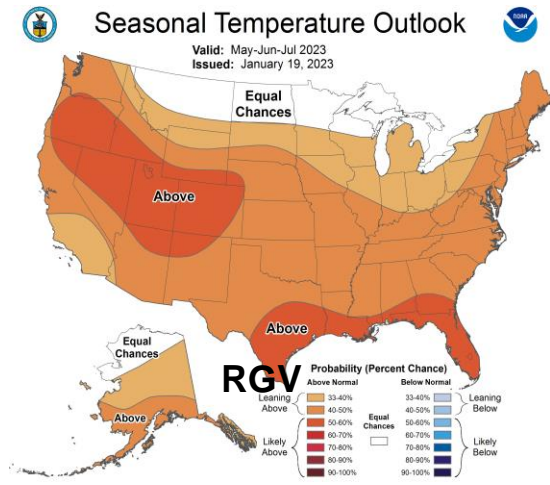 Seasonal Temperature Outlook
NOAA
Valid: May-Jun-Jul 2023
Issued: January 19, 2023
Equal
Chances
Above
Above
Equal
Chances
Above
RGV
Probability (Percent Chance)
Above Normal
Below Normal
Leaning
Above
33-40%
40-50%
Likely
Above
50-60%
60-70%
70-80%
80-90%
90-100%
Equal
Chances
33-40%
40-50%
Leaning
Below
50-60%
60-70%
70-80%
80-90%
90-100%
Likely
Below